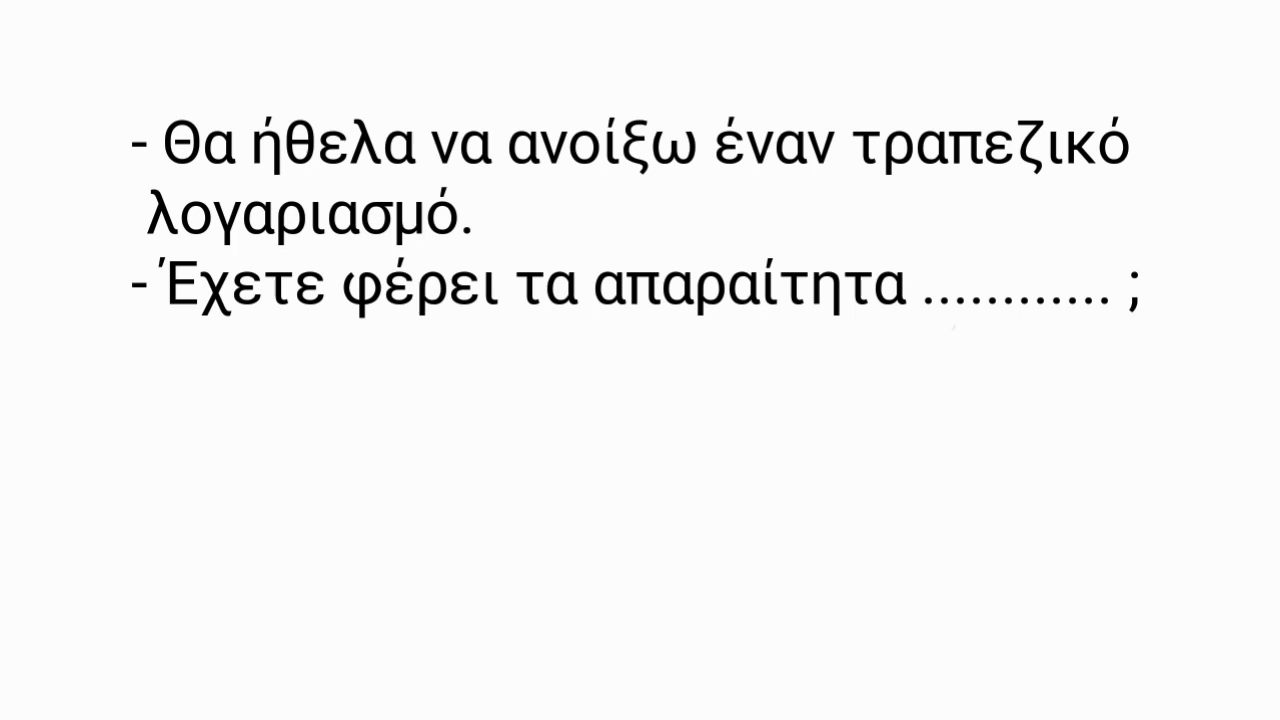 - Θα ήθελα να ανοίξω έναν τραπεζικό
λογαριασμό.
- Έχετε φέρει τα απαραίτητα ............ ;